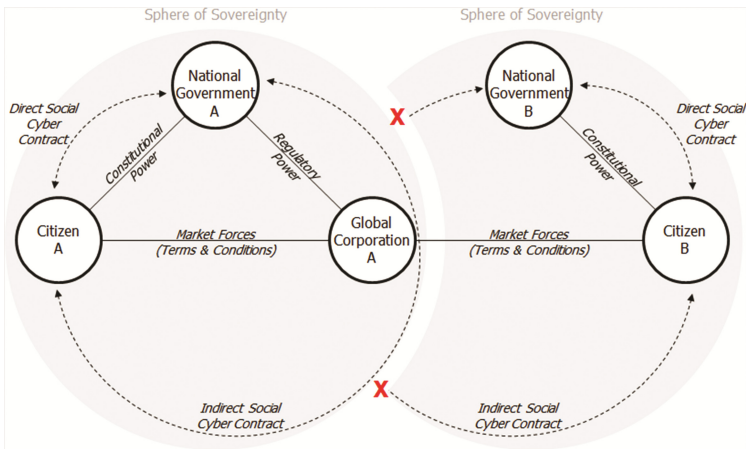 Sphere of Sovereignty
Sphere of Sovereignty
National
Government
A
National
Government
B
Direct Social
Cyber
Contract
Constitutional
Power
Regulatory
Power
X
Constitutional
Power
Direct Social
Cyber
Contract
Citizen
A
Market Forces
(Terms & Conditions)
Global
Corporation
A
Market Forces
(Terms & Conditions)
Citizen
B
X
Indirect Social
Cyber Contract
Indirect Social
Cyber Contract